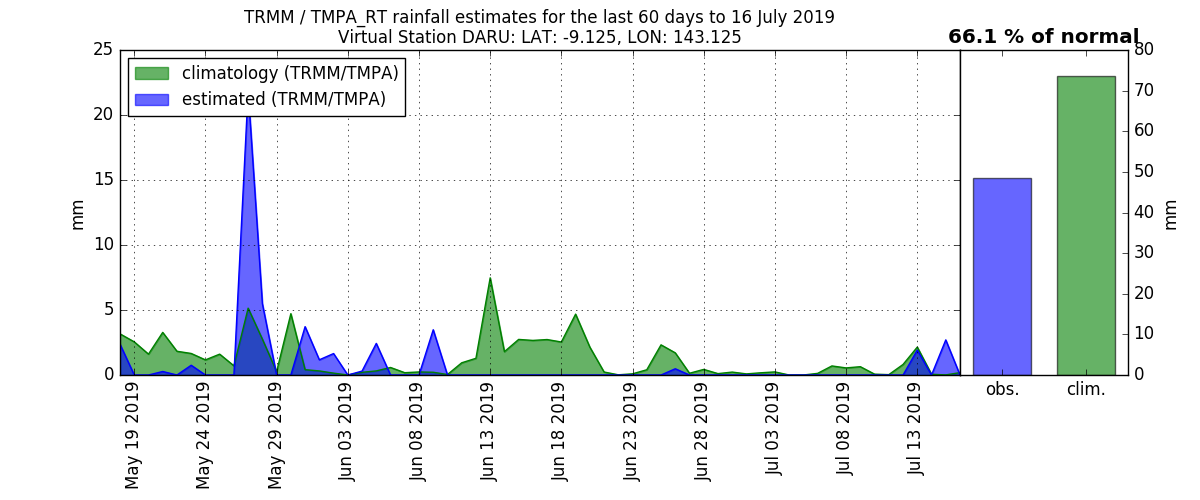 TRMM / TMPA_RT rainfall estimates for the last 60 days to 16 July 2019
Virtual Station DARU: LAT: -9.125, LON: 143.125
66.1 % of normal
climatology (TRMM/TMPA)
estimated (TRMM/TMPA)
25
20
15
10
5
0
mm
May 19 2019
May 24 2019
May 29 2019
Jun 03 2019
Jun 08 2019
Jun 13 2019
Jun 18 2019
Jun 23 2019
Jun 28 2019
Jul 03 2019
Jul 08 2019
Jul 13 2019
obs.
clim.
80
70
60
50
40
30
20
10
0
mm